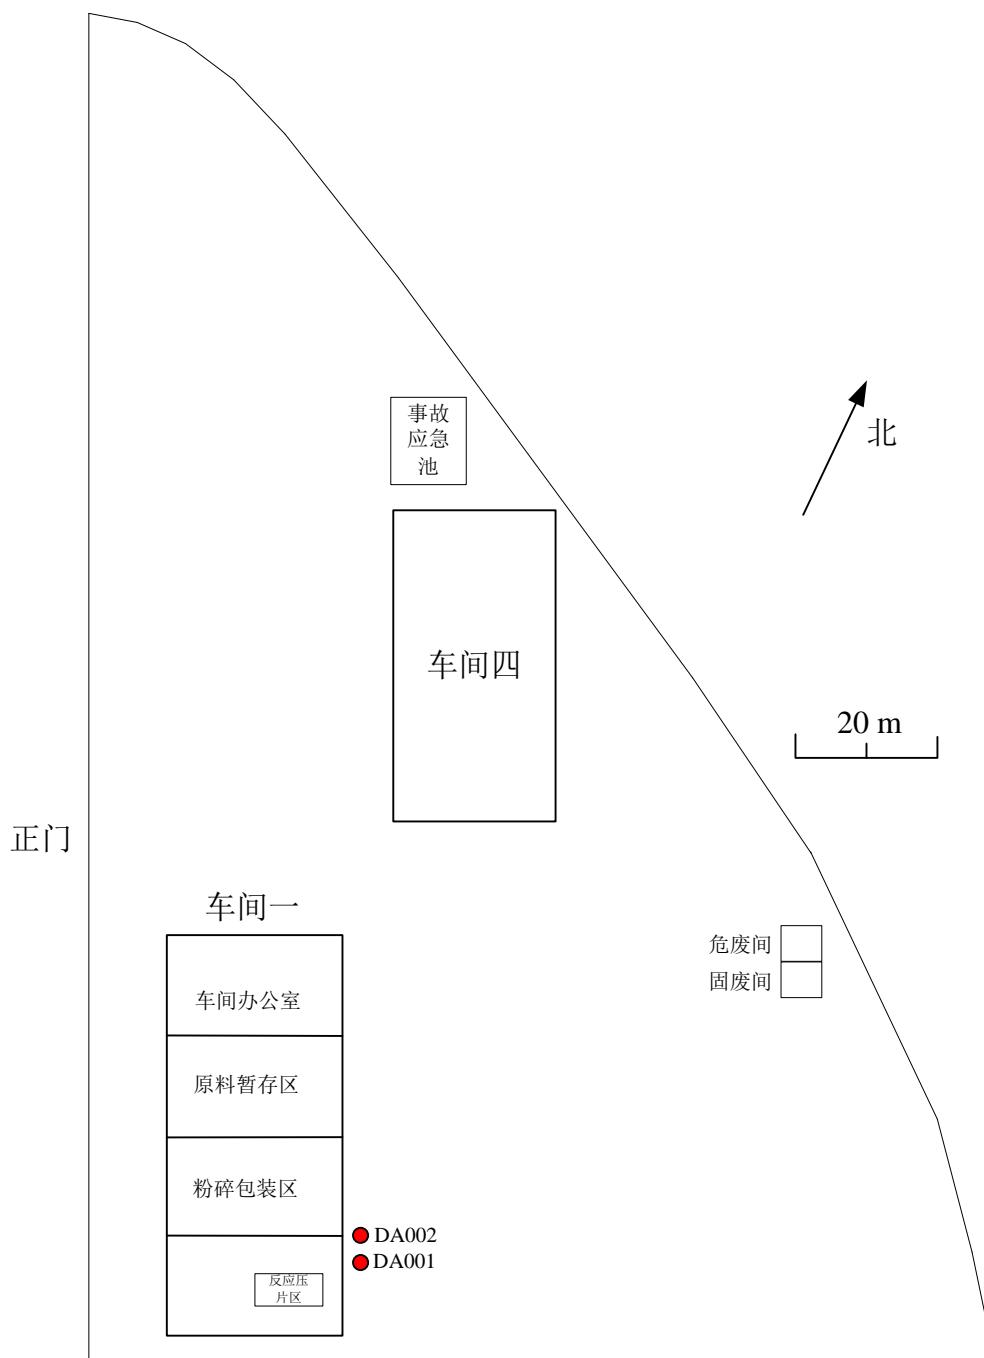 事故
应急
池
北
车间四
20 m
正门
车间一
危废间
固废间
车间办公室
原料暂存区
粉碎包装区
DA002
DA001
反应压
片区